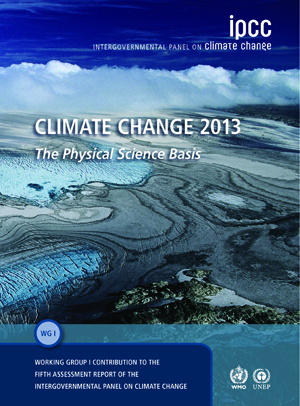 ipcc
INTERGOVERNMENTAL PANEL ON climate change
CLIMATE CHANGE 2013
The Physical Science Basis
WG I
WORKING GROUP I CONTRIBUTION TO THE
FIFTH ASSESSMENT REPORT OF THE
INTERGOVERNMENTAL PANEL ON CLIMATE CHANGE
WMO UNEP